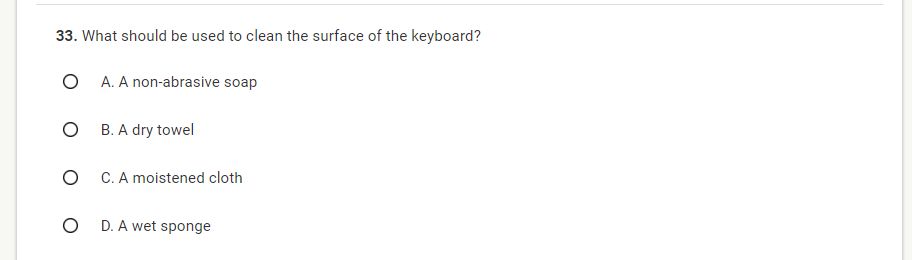 33. What should be used to clean the surface of the keyboard?
A. A non-abrasive soap
B. A dry towel
C. A moistened cloth
D. A wet sponge